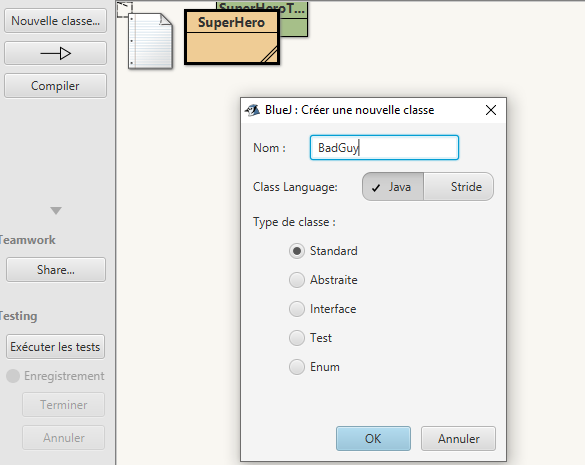 Nouvelle classe...
Compiler
Teamwork
Share...
Testing
Exécuter les tests
Enregistrement
Terminer
Annuler
SuperHeroT...
SuperHero
BlueJ : Créer une nouvelle classe
Nom :
BadGuy
Class Language:
Java
Stride
Type de classe :
Standard
Abstraite
Interface
Test
Enum
OK
Annuler